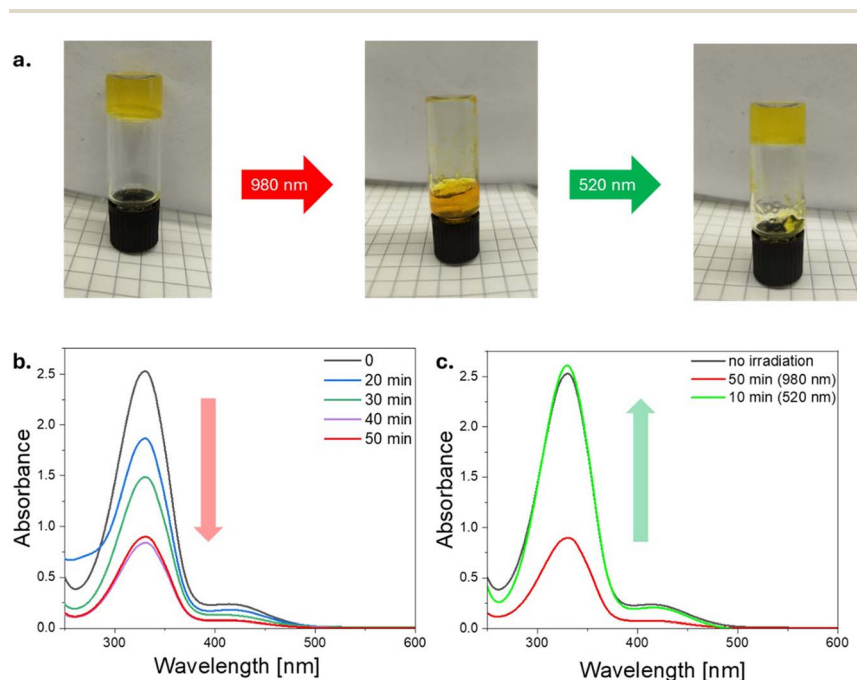 a.
980 nm
520 nm
b.
0
20 min
30 min
40 min
50 min
Absorbance
2.5
2.0
1.5
1.0
0.5
0.0
300
400
500
600
Wavelength [nm]
c.
no irradiation
50 min (980 nm)
10 min (520 nm)
Absorbance
2.5
2.0
1.5
1.0
0.5
0.0
300
400
500
600
Wavelength [nm]